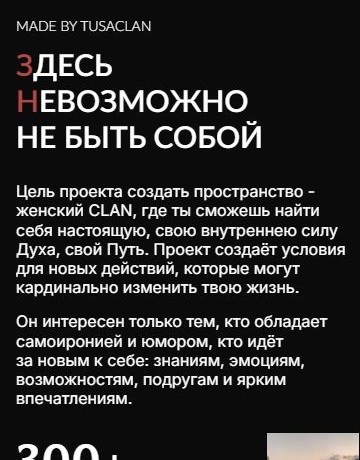 MADE BY TUSACLAN
ЗДЕСЬ
НЕВОЗМОЖНО
НЕ БЫТЬ СОБОЙ
Цель проекта создать пространство -
женский CLAN, где ты сможешь найти
себя настоящую, свою внутреннею силу
Духа, свой Путь. Проект создаёт условия
для новых действий, которые могут
кардинально изменить твою жизнь.
Он интересен только тем, кто обладает
самоиронией и юмором, кто идёт
за новым к себе: знаниям, эмоциям,
возможностям, подругам и ярким
впечатлениям.
300+